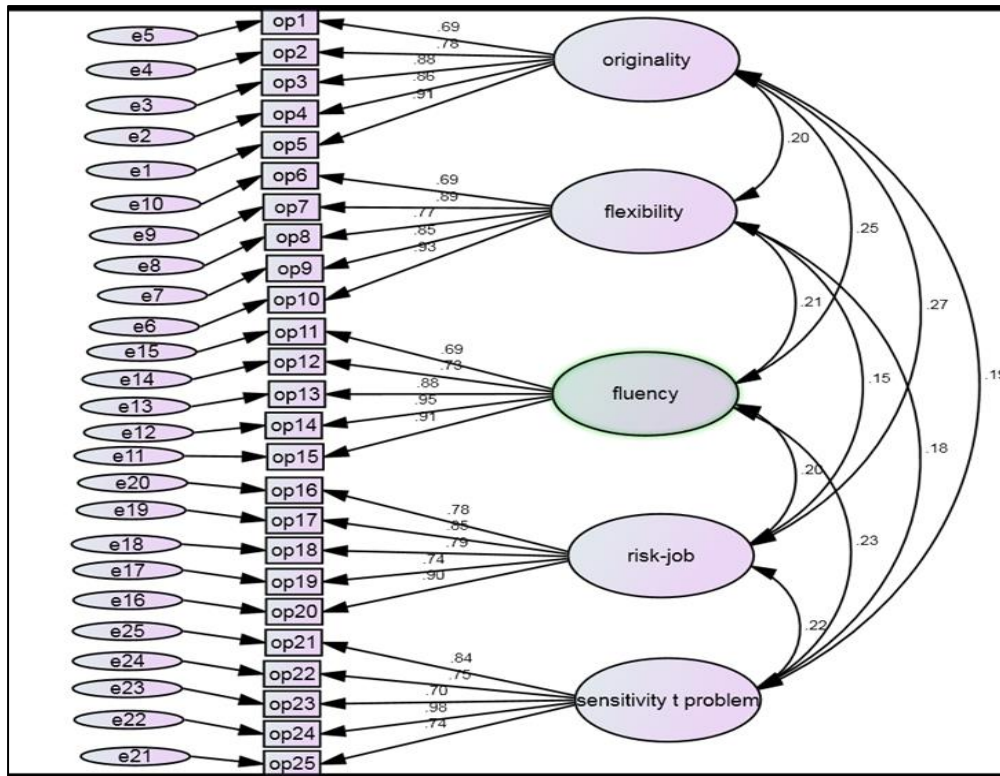 e5
e4
e3
e2
e1
e10
e9
e8
e7
e6
e15
e14
e13
e12
e11
e20
e19
e18
e17
e16
e25
e24
e23
e22
e21
op1
op2
op3
op4
op5
op6
op7
op8
op9
op10
op11
op12
op13
op14
op15
op16
op17
op18
op19
op20
op21
op22
op23
op24
op25
.69
.78
.88
.86
.91
.69
.89
.77
.85
.93
.69
.73
.88
.95
.91
.78
.85
.79
.74
.90
.84
.75
.70
.98
.74
originality
flexibility
fluency
risk-job
sensitivity t problem
.20
.25
.21
.27
.15
.18
.20
.23
.22